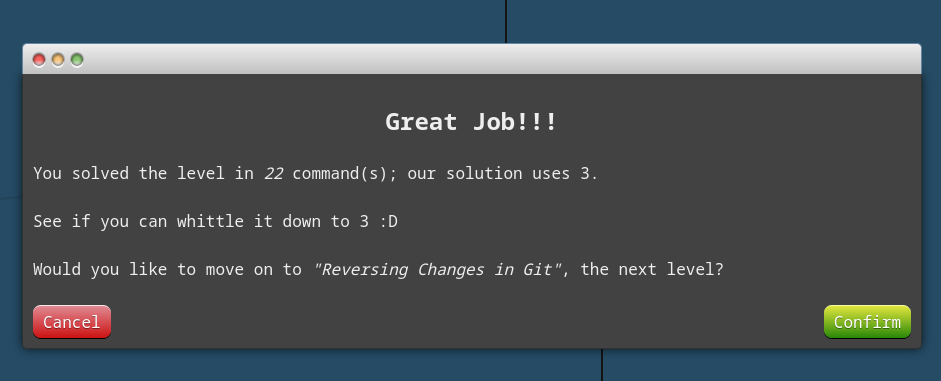 Great Job!!!
You solved the level in 22 command(s); our solution uses 3.
See if you can whittle it down to 3 :D
Would you like to move on to "Reversing Changes in Git", the next level?
Cancel
Confirm